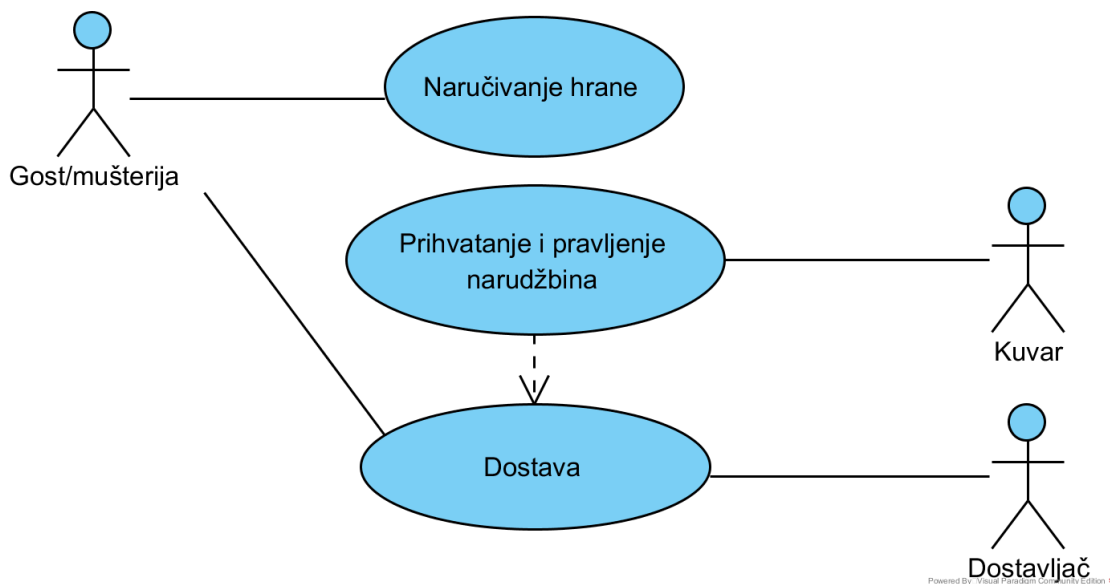 Naručivanje hrane
Gost/mušterija
Prihvatanje i pravljenje
narudžbina
Kuvar
Dostava
Dostavljač
Powered By Visual Paradigm Community Edition